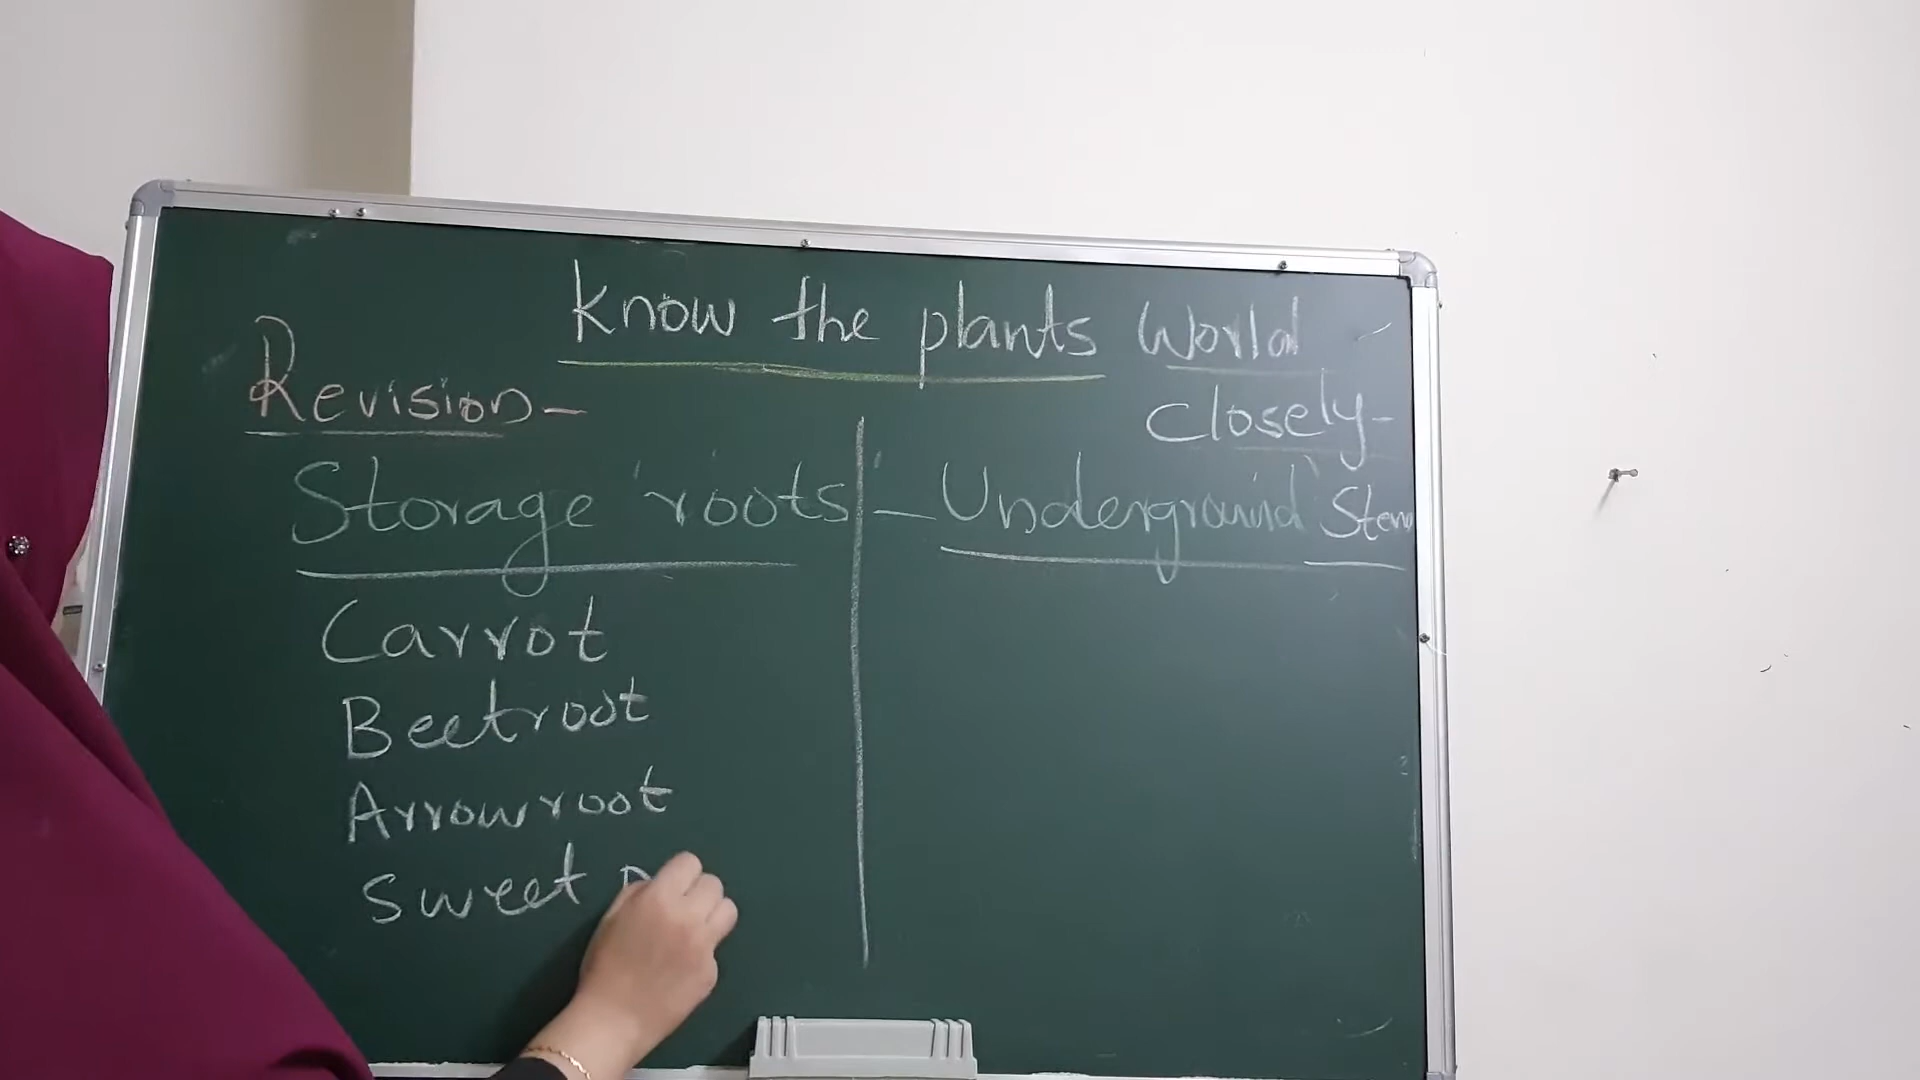 Know the plants World
Closely-
Revision-
Storage 'roots' - Underground Stem
Carrot
Beetroot
Arrowroot
Sweet